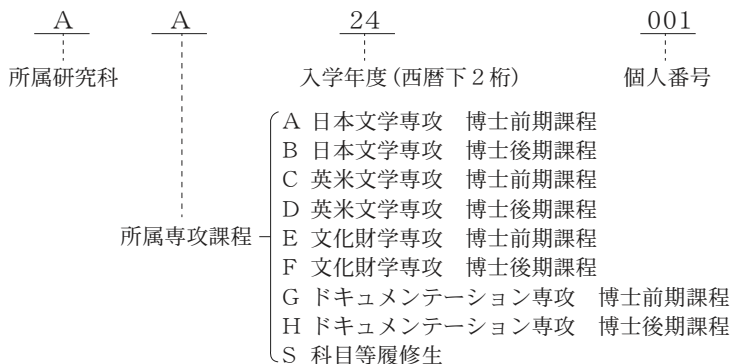 A A 24 001
所属研究科 入学年度(西暦下2桁) 個人番号
A 日本文学専攻 博士前期課程
B 日本文学専攻 博士後期課程
C 英米文学専攻 博士前期課程
D 英米文学専攻 博士後期課程
所属専攻課程 E 文化財学専攻 博士前期課程
F 文化財学専攻 博士後期課程
G ドキュメンテーション専攻 博士前期課程
H ドキュメンテーション専攻 博士後期課程
S 科目等履修生